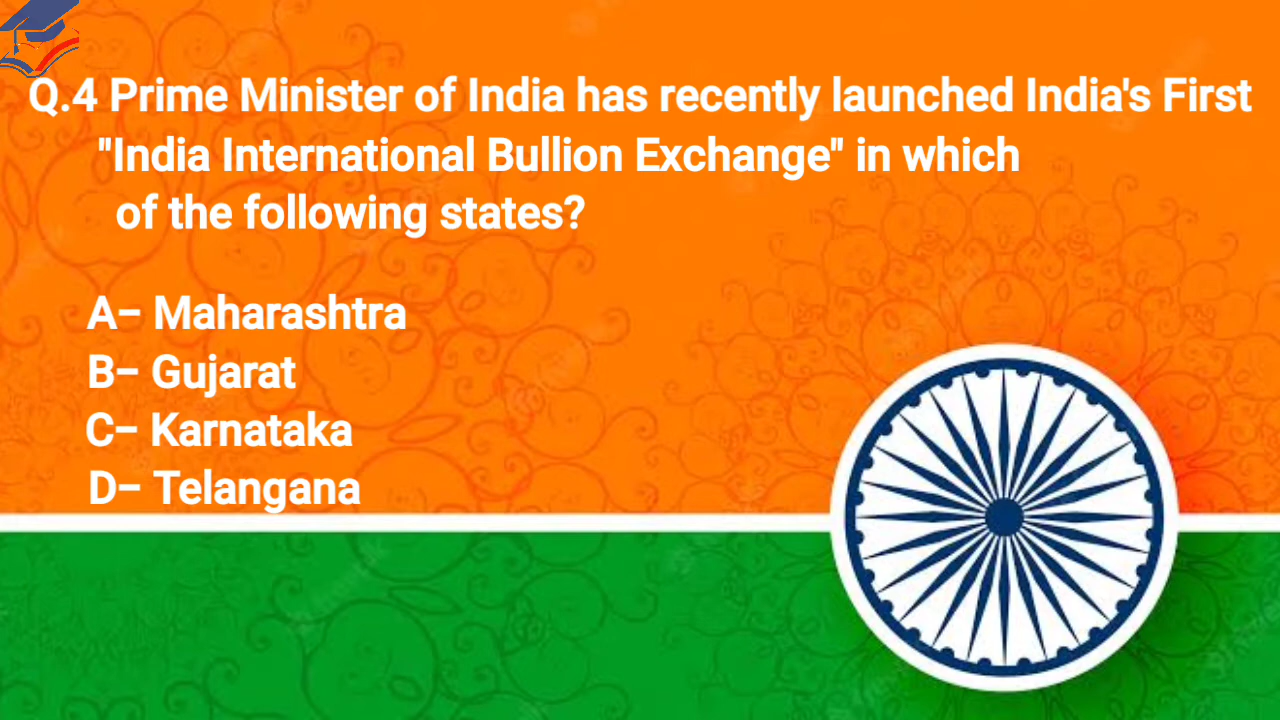 Q.4 Prime Minister of India has recently launched India's First
"India International Bullion Exchange" in which
of the following states?
A– Maharashtra
B– Gujarat
C– Karnataka
D– Telangana